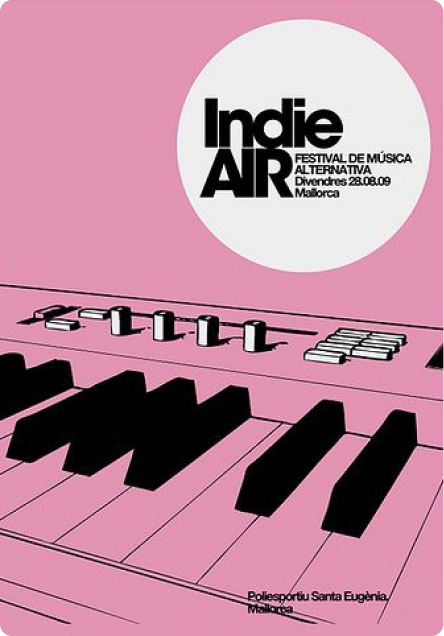 Indie
AIR
FESTIVAL DE MÚSICA
ALTERNATIVA
Divendres 28.08.09
Mallorca
Poliesportiu Santa Eugènia,
Mallorca